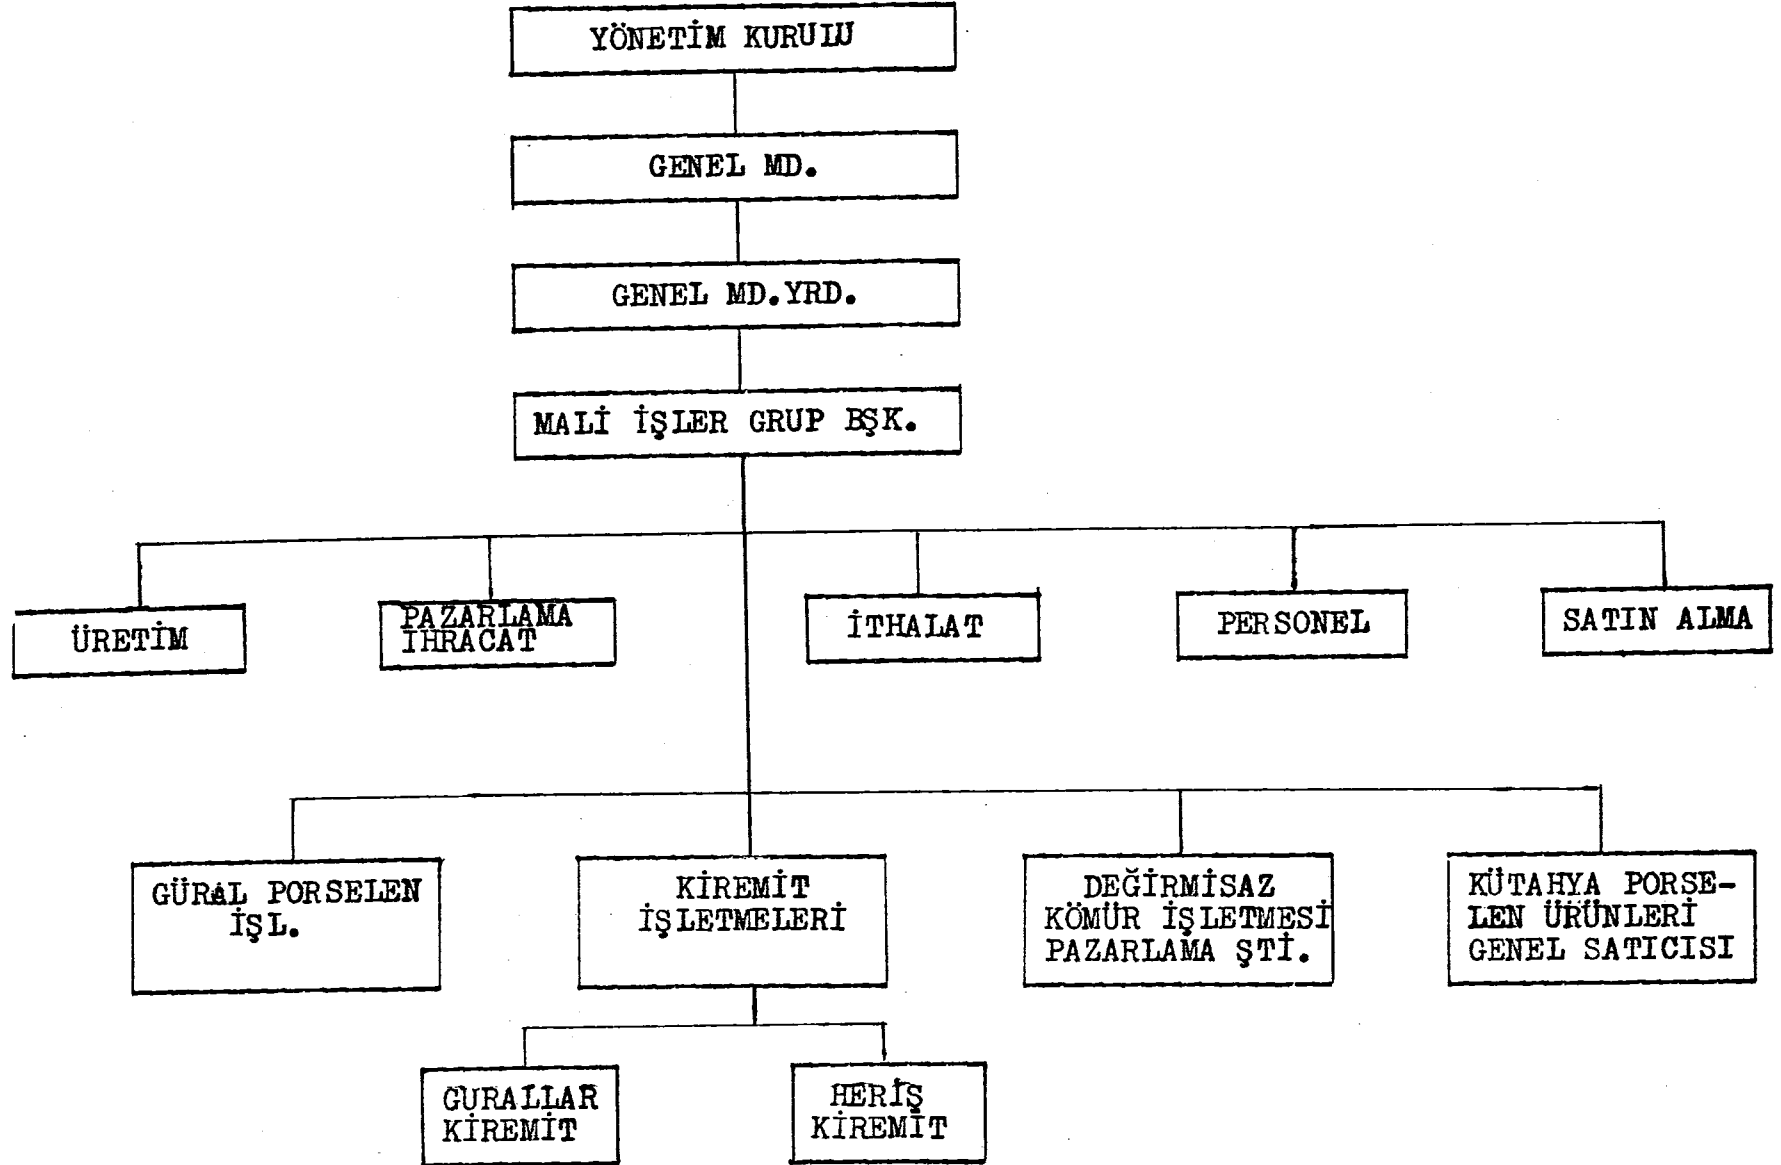 YÖNETİM KURULU
GENEL MD.
GENEL MD.YRD.
MALİ İŞLER GRUP BŞK.
ÜRETİM
PAZARLAMA
İHRACAT
İTHALAT
PERSONEL
SATIN ALMA
GÜRAL PORSELEN
İŞL.
KİREMİT
İŞLETMELERİ
DEĞİRMİSAZ
KÖMÜR İŞLETMESİ
PAZARLAMA ŞTİ.
KÜTAHYA PORSE-
LEN ÜRÜNLERİ
GENEL SATICISI
GURALLAR
KİREMİT
HERİŞ
KİREMİT